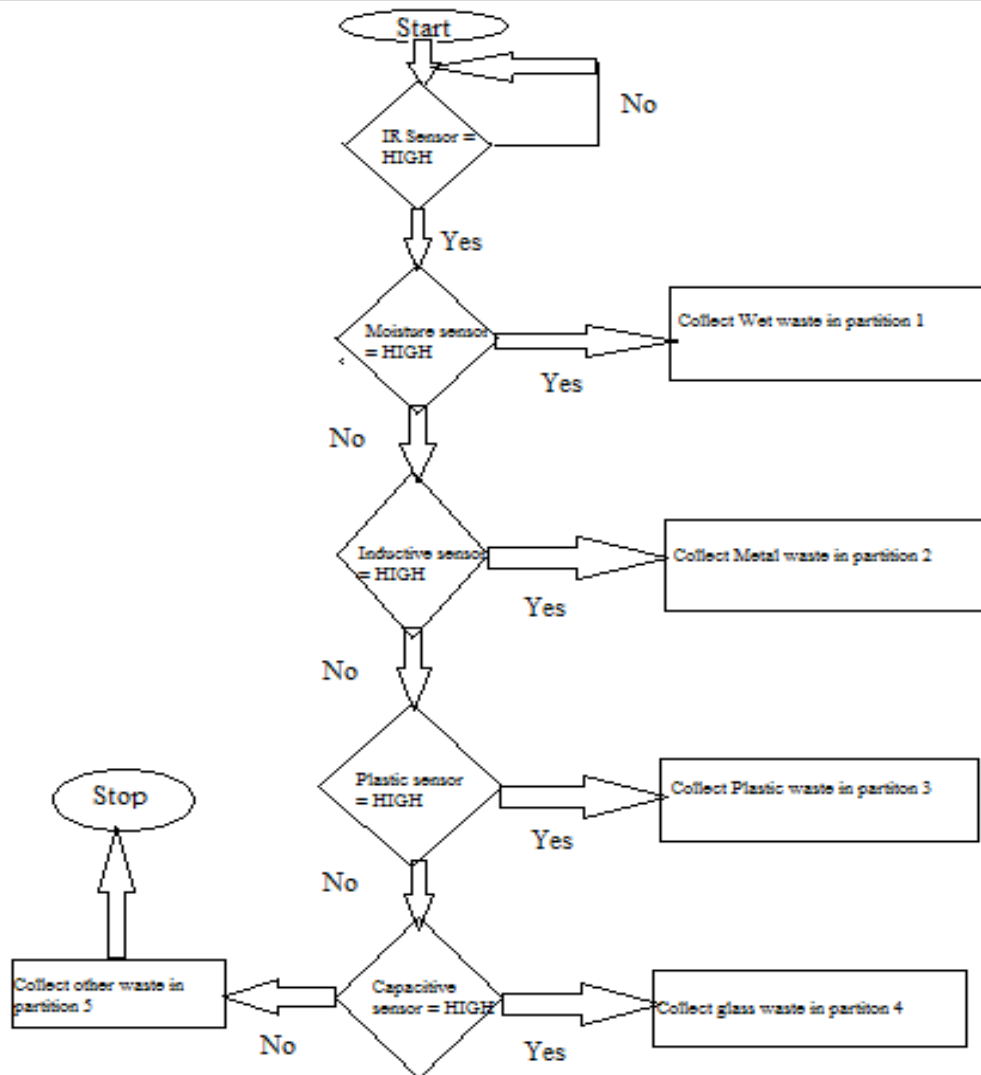 Start
No
IR Sensor =
HIGH
Yes
Moisture sensor
= HIGH
Collect Wet waste in partition 1
Yes
No
Inductive sensor
= HIGH
Collect Metal waste in partition 2
Yes
No
Plastic sensor
= HIGH
Collect Plastic waste in partiton 3
Stop
Yes
No
Capacitive
sensor = HIGH
Collect other waste in
partition 5
Collect glass waste in partiton 4
No
Yes